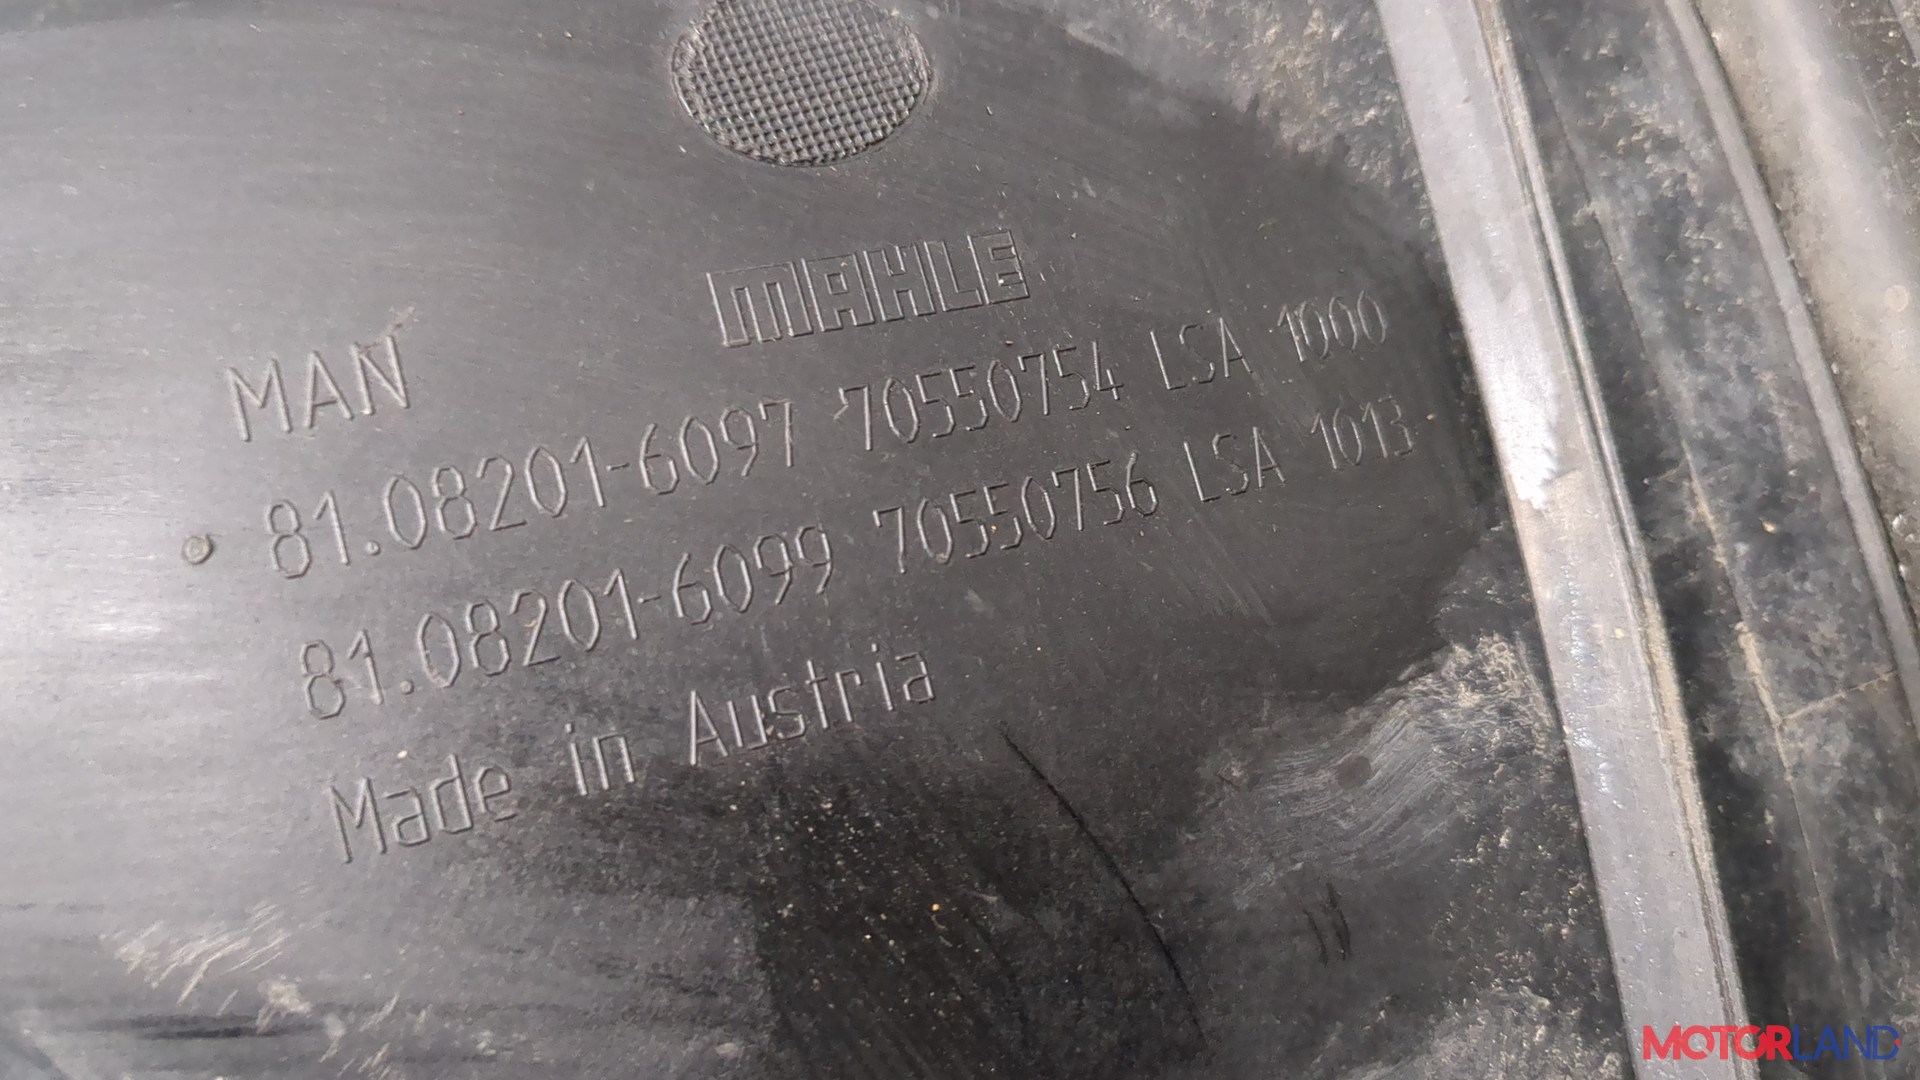 MAHLE
MAN
81.08201-6097 70550754 LSA 1000
81.08201-6099 70550756 LSA 1013
Made in Austria
MOTORLAND